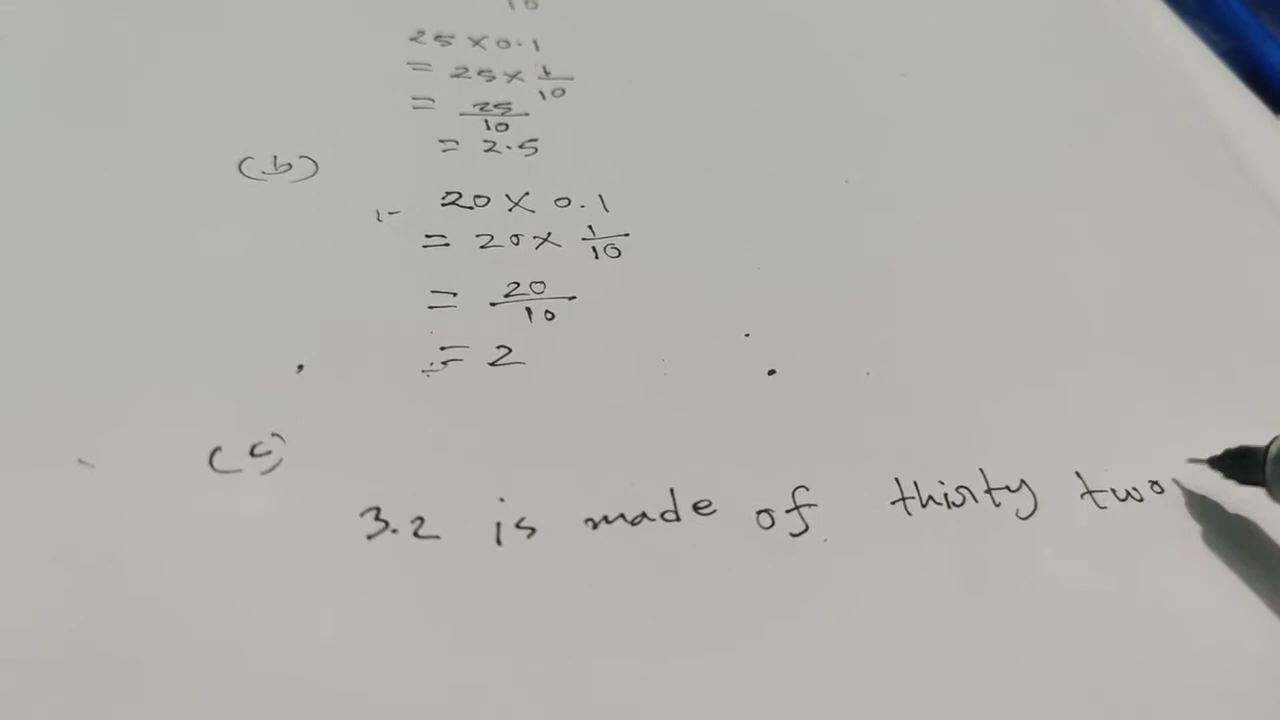 10
25 × 0.1
= 25 × 1/10
= 25/10
= 2.5
(b)
20 × 0.1
= 20 × 1/10
= 20/10
= 2
(c)
3.2 is made of thirty two